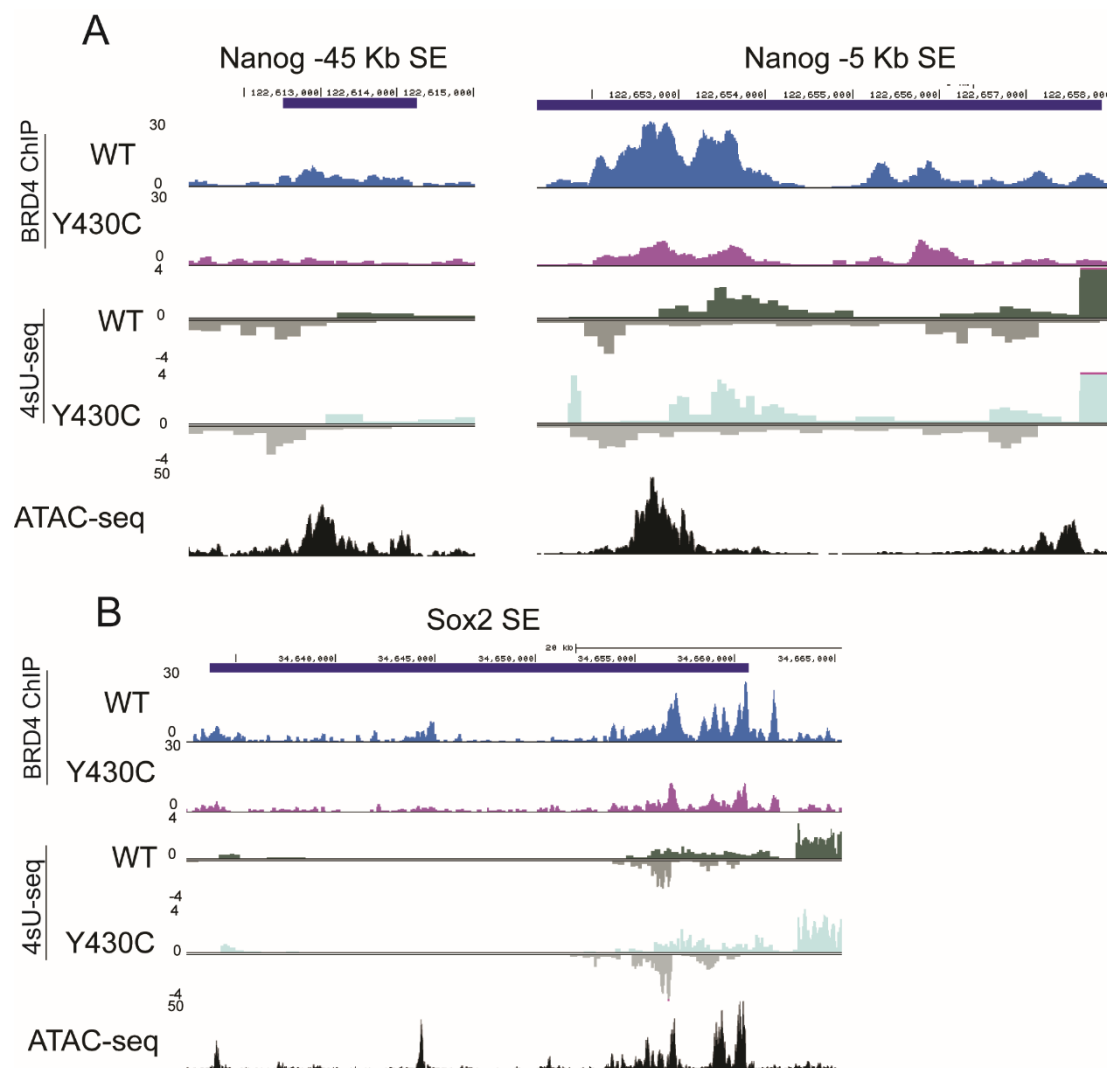 A
Nanog -45 Kb SE
Nanog -5 Kb SE
122,613,000 122,614,000 122,615,000
122,653,000 122,654,000 122,655,000 122,656,000 122,657,000 122,658,000
BRD4 ChIP
WT
30
0
Y430C
30
0
4sU-seq
WT
4
0
-4
Y430C
4
0
-4
ATAC-seq
50
B
Sox2 SE
20 kb
34,640,000 34,645,000 34,650,000 34,655,000 34,660,000 34,665,000
BRD4 ChIP
WT
30
0
Y430C
30
0
4sU-seq
WT
4
0
-4
Y430C
4
0
-4
ATAC-seq
50